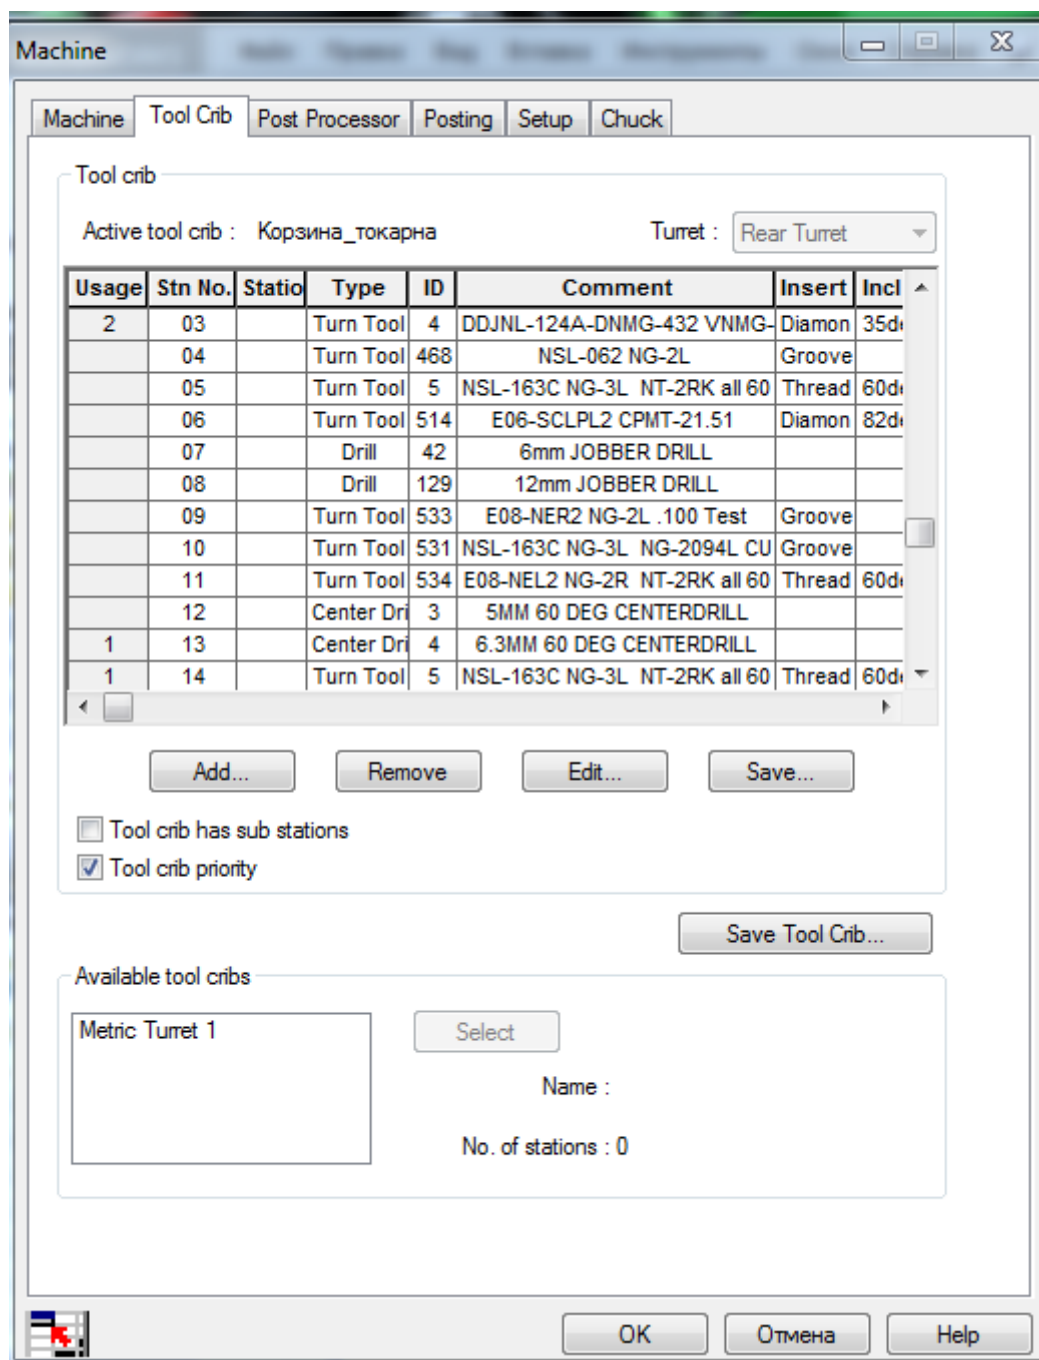 Machine
Machine Tool Crib Post Processor Posting Setup Chuck
Tool crib
Active tool crib : Корзина_токарна Turret : Rear Turret
Usage Stn No. Statio Type ID Comment Insert Incl
2 03 Turn Tool 4 DDJNL-124A-DNMG-432 VNMG- Diamon 35de
04 Turn Tool 468 NSL-062 NG-2L Groove
05 Turn Tool 5 NSL-163C NG-3L NT-2RK all 60 Thread 60de
06 Turn Tool 514 E06-SCLPL2 CPMT-21.51 Diamon 82de
07 Drill 42 6mm JOBBER DRILL
08 Drill 129 12mm JOBBER DRILL
09 Turn Tool 533 E08-NER2 NG-2L .100 Test Groove
10 Turn Tool 531 NSL-163C NG-3L NG-2094L CU Groove
11 Turn Tool 534 E08-NEL2 NG-2R NT-2RK all 60 Thread 60de
12 Center Dri 3 5MM 60 DEG CENTERDRILL
1 13 Center Dri 4 6.3MM 60 DEG CENTERDRILL
1 14 Turn Tool 5 NSL-163C NG-3L NT-2RK all 60 Thread 60de
Add... Remove Edit... Save...
Tool crib has sub stations
Tool crib priority
Save Tool Crib...
Available tool cribs
Metric Turret 1 Select
Name :
No. of stations : 0
OK Отмена Help